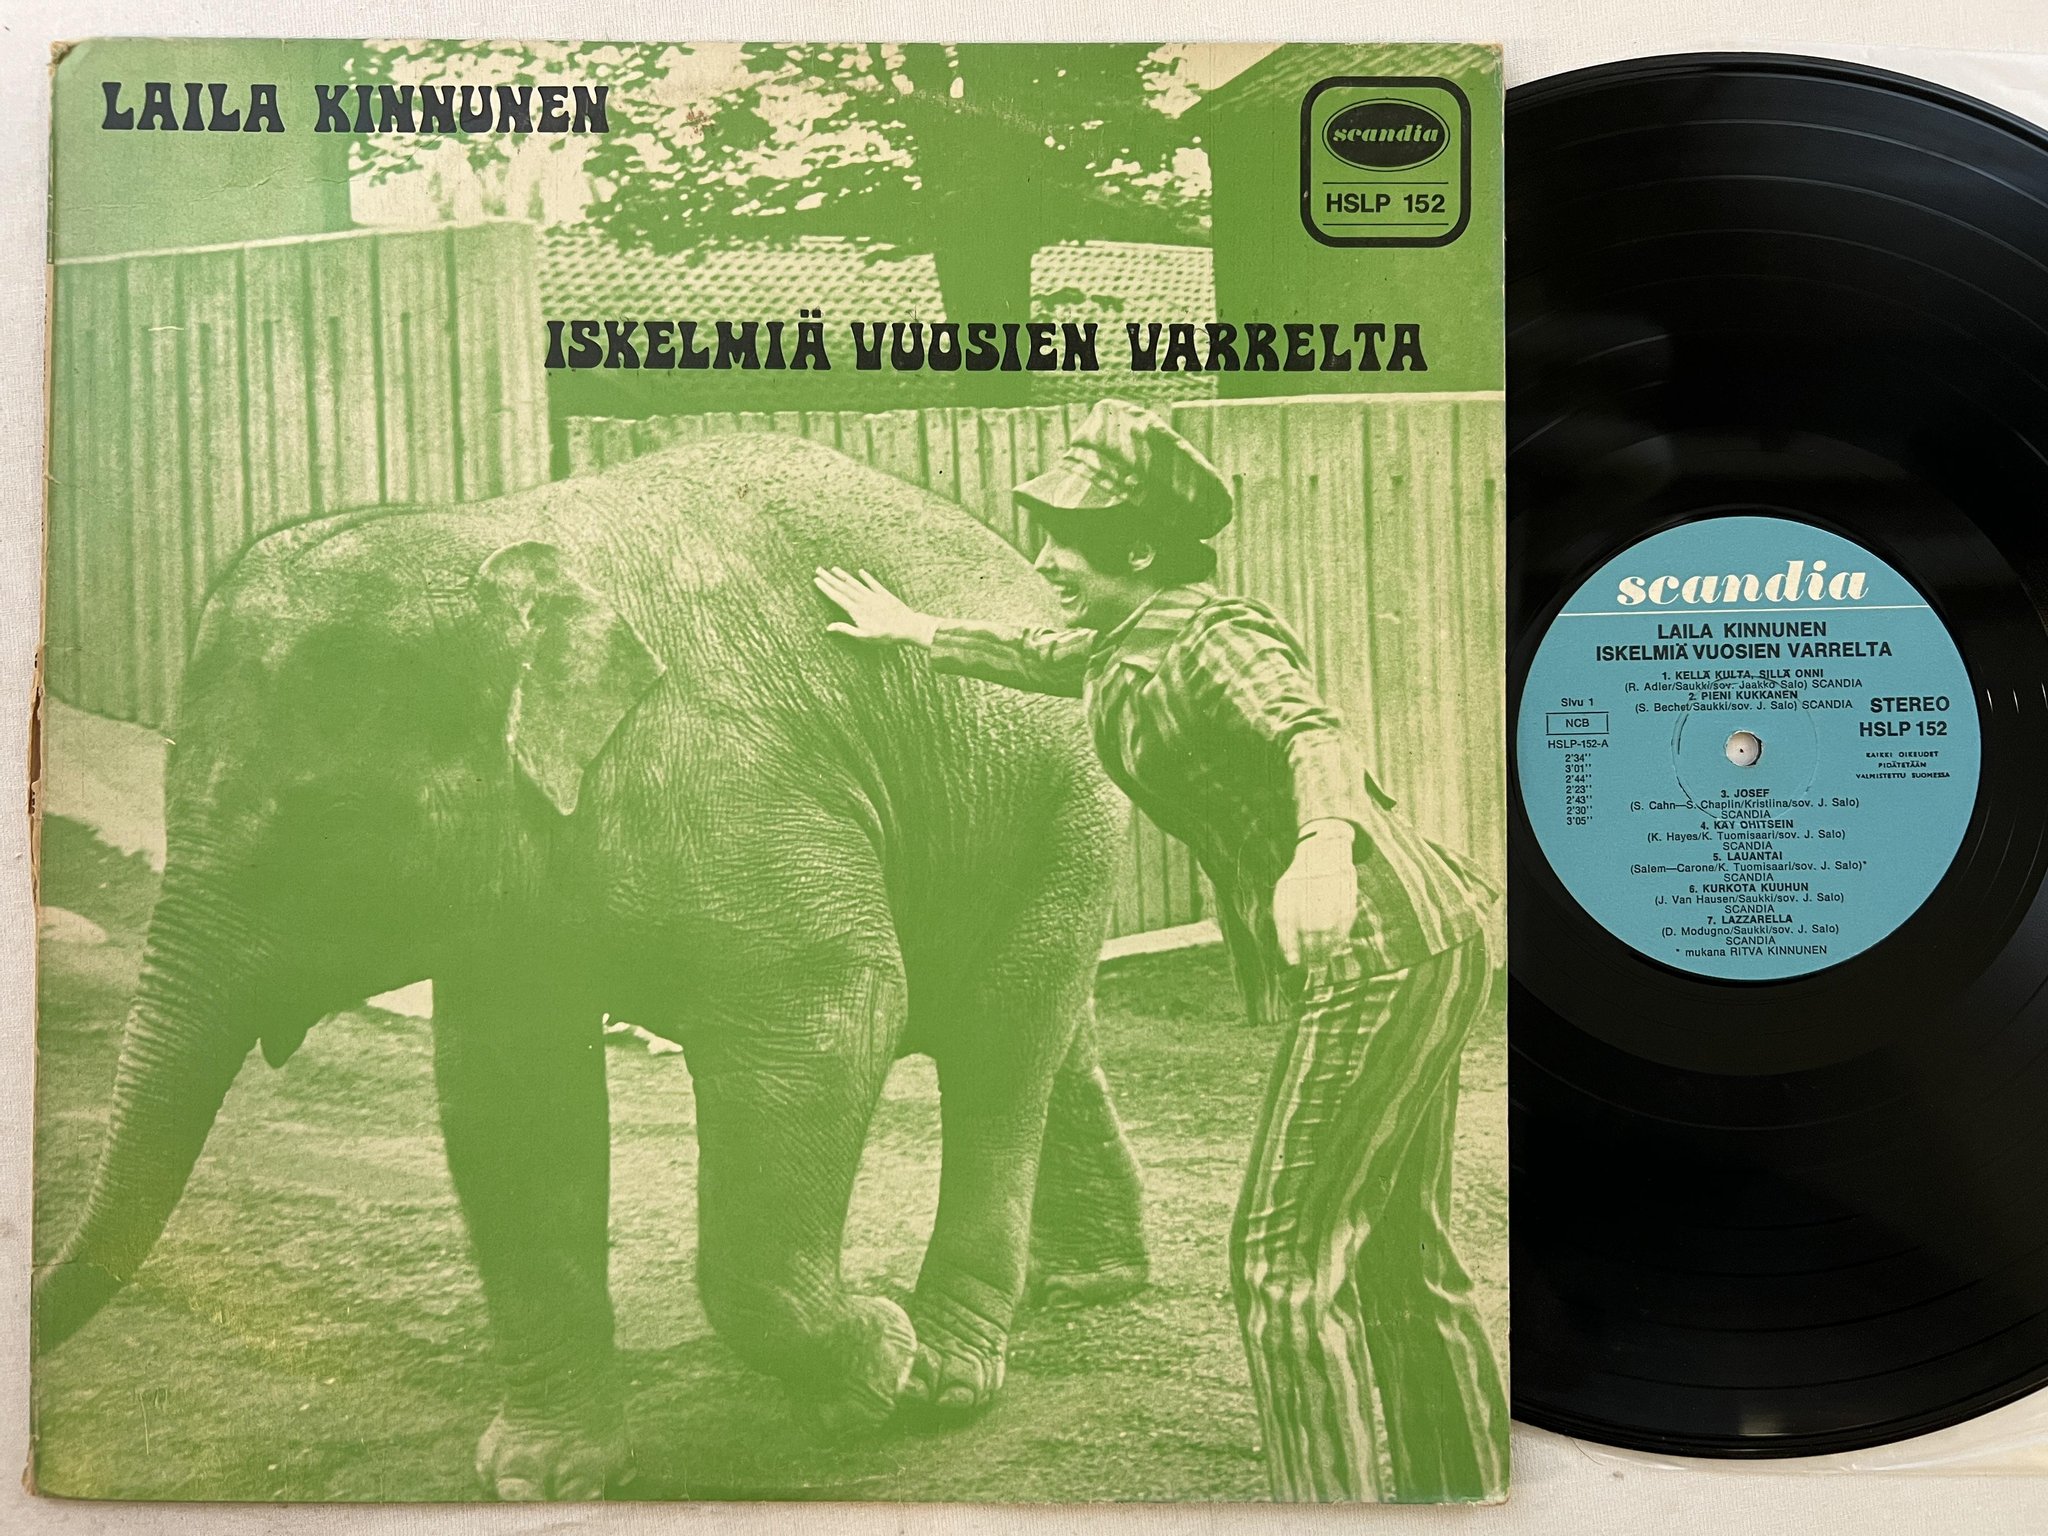 LAILA KINNUNEN
scandia
HSLP 152
ISKELMIÄ VUOSIEN VARRELTA
scandia
LAILA KINNUNEN
ISKELMIÄ VUOSIEN VARRELTA
1. KELLÄ KULTA, SILLÄ ONNI
(R. Adler/Saukki/sov. Jaakko Salo) SCANDIA
2. PIENI KUKKANEN
(S. Bechet/Saukki/sov. J. Salo) SCANDIA
Sivu 1
NCB
HSLP-152-A
2'34''
3'01''
2'44''
2'23''
2'43''
2'30''
3'05''
STEREO
HSLP 152
KAIKKI OIKEUDET
PIDÄTETÄÄN
VALMISTETTU SUOMESSA
3. JOSEF
(S. Cahn—S. Chaplin/Kristiina/sov. J. Salo)
SCANDIA
4. KAY OHITSEIN
(K. Hayes/K. Tuomisaari/sov. J. Salo)
SCANDIA
5. LAUANTAI
(Salem—Carone/K. Tuomisaari/sov. J. Salo)*
SCANDIA
6. KURKOTA KUUHUN
(J. Van Hausen/Saukki/sov. J. Salo)
SCANDIA
7. LAZZARELLA
(D. Modugno/Saukki/sov. J. Salo)
SCANDIA
* mukana RITVA KINNUNEN